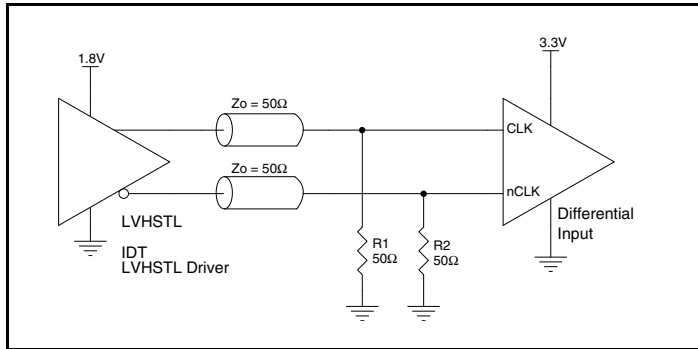 1.8V
3.3V
Zo = 50Ω
CLK
Zo = 50Ω
nCLK
LVHSTL
IDT
LVHSTL Driver
R1
50Ω
R2
50Ω
Differential
Input